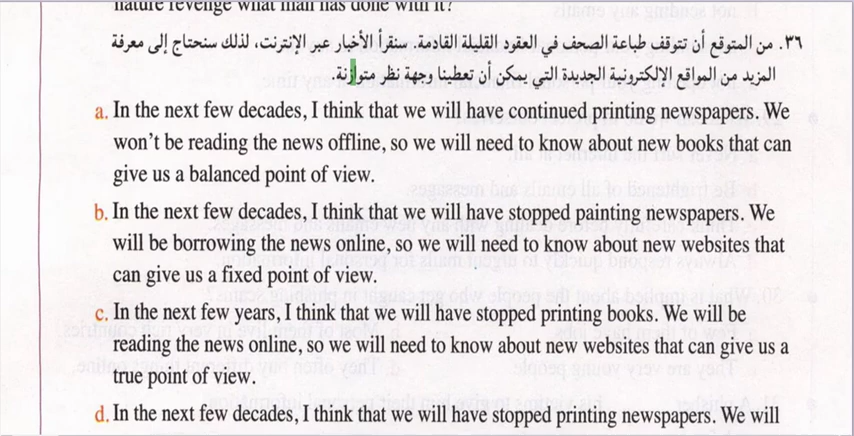 nature revenge what man has done with it?
٣٦. من المتوقع أن تتوقف طباعة الصحف في العقود القليلة القادمة. سنقرأ الأخبار عبر الإنترنت، لذلك سنحتاج إلى معرفة
المزيد من المواقع الإلكترونية الجديدة التي يمكن أن تعطينا وجهة نظر متوازنة.
a. In the next few decades, I think that we will have continued printing newspapers. We
won’t be reading the news offline, so we will need to know about new books that can
give us a balanced point of view.
b. In the next few decades, I think that we will have stopped painting newspapers. We
will be borrowing the news online, so we will need to know about new websites that
can give us a fixed point of view.
c. In the next few years, I think that we will have stopped printing books. We will be
reading the news online, so we will need to know about new websites that can give us a
true point of view.
d. In the next few decades, I think that we will have stopped printing newspapers. We will